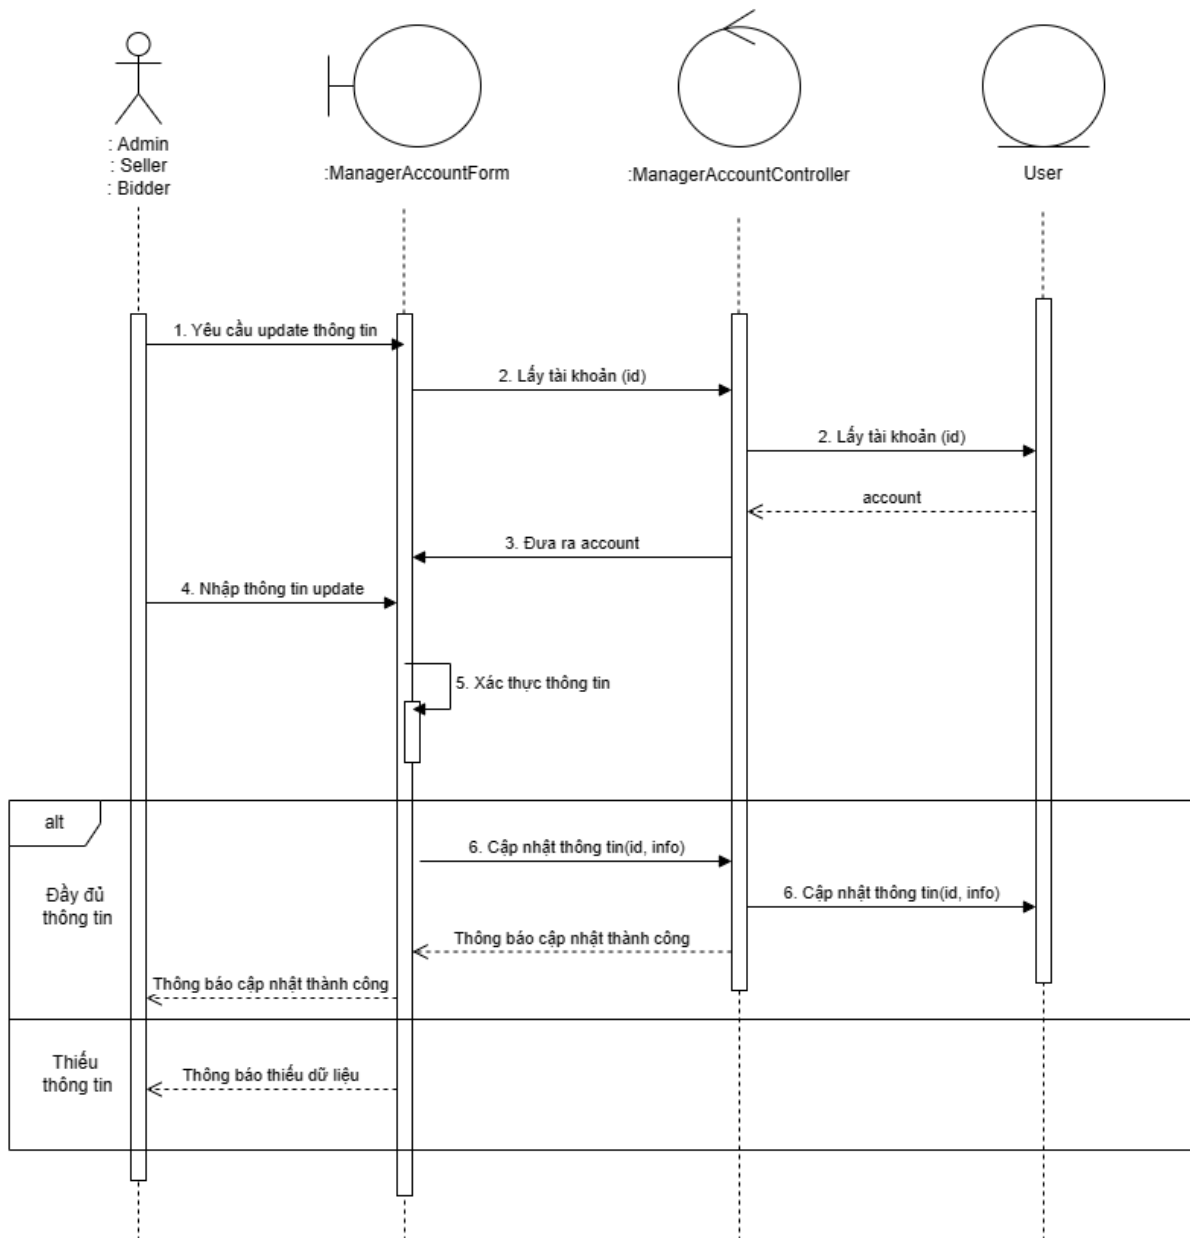 : Admin
: Seller
: Bidder
:ManagerAccountForm
:ManagerAccountController
User
1. Yêu cầu update thông tin
2. Lấy tài khoản (id)
2. Lấy tài khoản (id)
account
3. Đưa ra account
4. Nhập thông tin update
5. Xác thực thông tin
alt
6. Cập nhật thông tin(id, info)
Đầy đủ
thông tin
6. Cập nhật thông tin(id, info)
Thông báo cập nhật thành công
Thông báo cập nhật thành công
Thiếu
thông tin
Thông báo thiếu dữ liệu